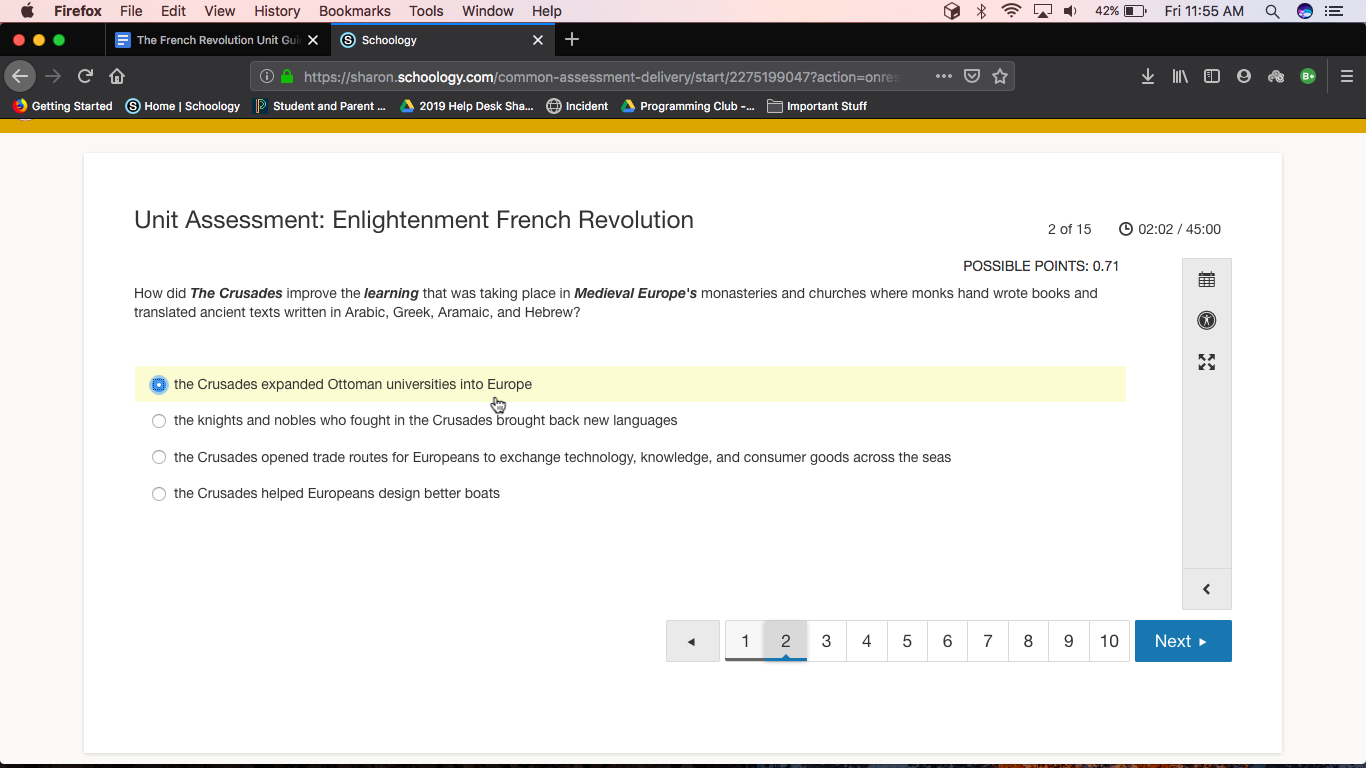 Firefox File Edit View History Bookmarks Tools Window Help 42% Fri 11:55 AM
The French Revolution Unit Gui Schoology
https://sharon.schoology.com/common-assessment-delivery/start/2275199047?action=onres
Getting Started Home | Schoology Student and Parent ... 2019 Help Desk Sha... Incident Programming Club -... Important Stuff
Unit Assessment: Enlightenment French Revolution
2 of 15 02:02 / 45:00
POSSIBLE POINTS: 0.71
How did The Crusades improve the learning that was taking place in Medieval Europe's monasteries and churches where monks hand wrote books and
translated ancient texts written in Arabic, Greek, Aramaic, and Hebrew?
the Crusades expanded Ottoman universities into Europe
the knights and nobles who fought in the Crusades brought back new languages
the Crusades opened trade routes for Europeans to exchange technology, knowledge, and consumer goods across the seas
the Crusades helped Europeans design better boats
1 2 3 4 5 6 7 8 9 10 Next